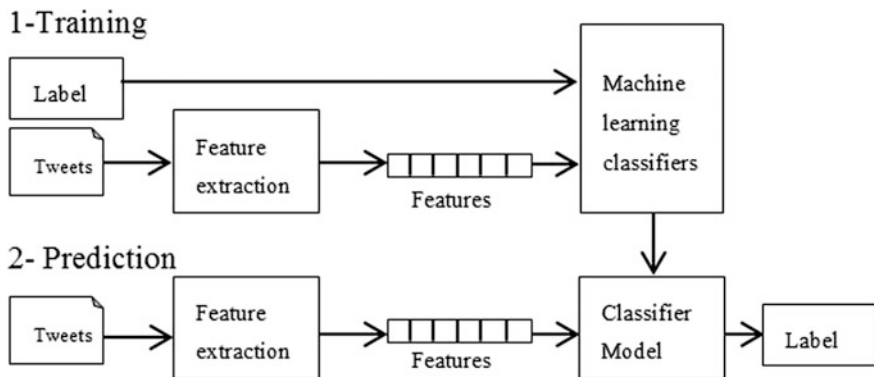 1-Training
Label
Tweets
Feature
extraction
Features
Machine
learning
classifiers
2- Prediction
Tweets
Feature
extraction
Features
Classifier
Model
Label